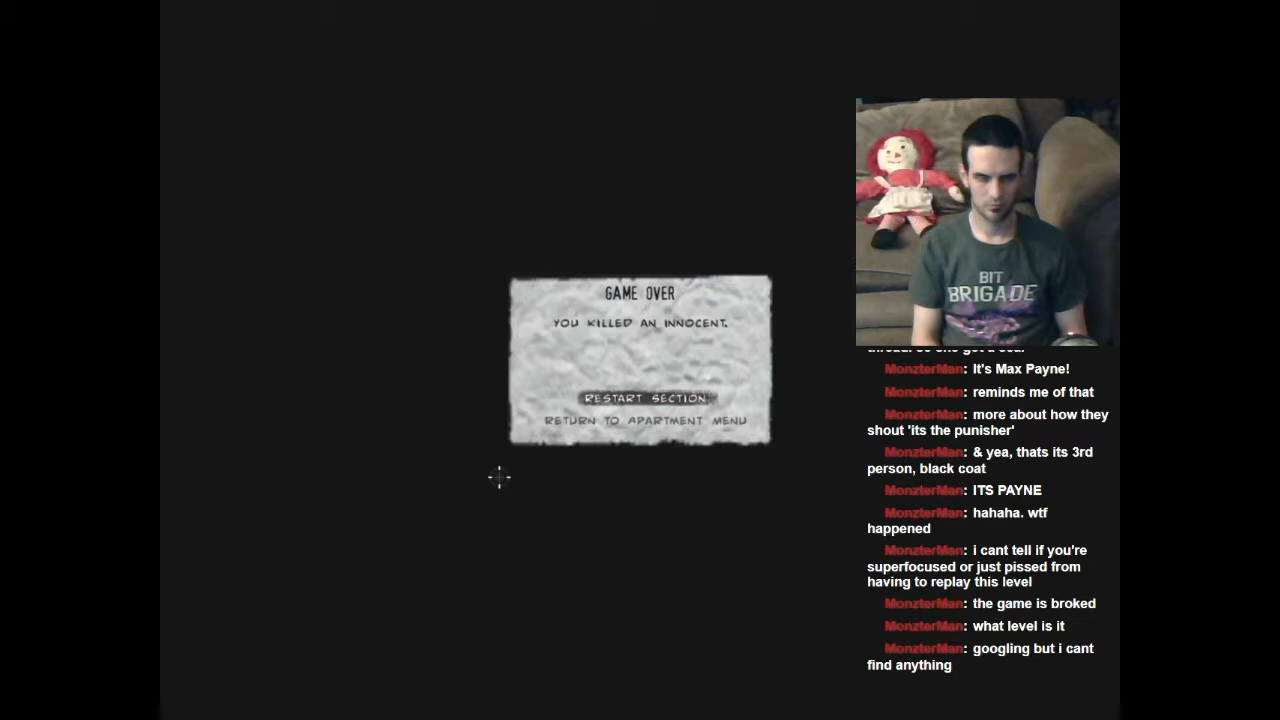 GAME OVER
YOU KILLED AN INNOCENT.
RESTART SECTION
RETURN TO APARTMENT MENU
BIT
BRIGADE
MonzterMan: It's Max Payne!
MonzterMan: reminds me of that
MonzterMan: more about how they
shout 'its the punisher'
MonzterMan: & yea, thats its 3rd
person, black coat
MonzterMan: ITS PAYNE
MonzterMan: hahaha. wtf
happened
MonzterMan: i cant tell if you're
superfocused or just pissed from
having to replay this level
MonzterMan: the game is broked
MonzterMan: what level is it
MonzterMan: googling but i cant
find anything